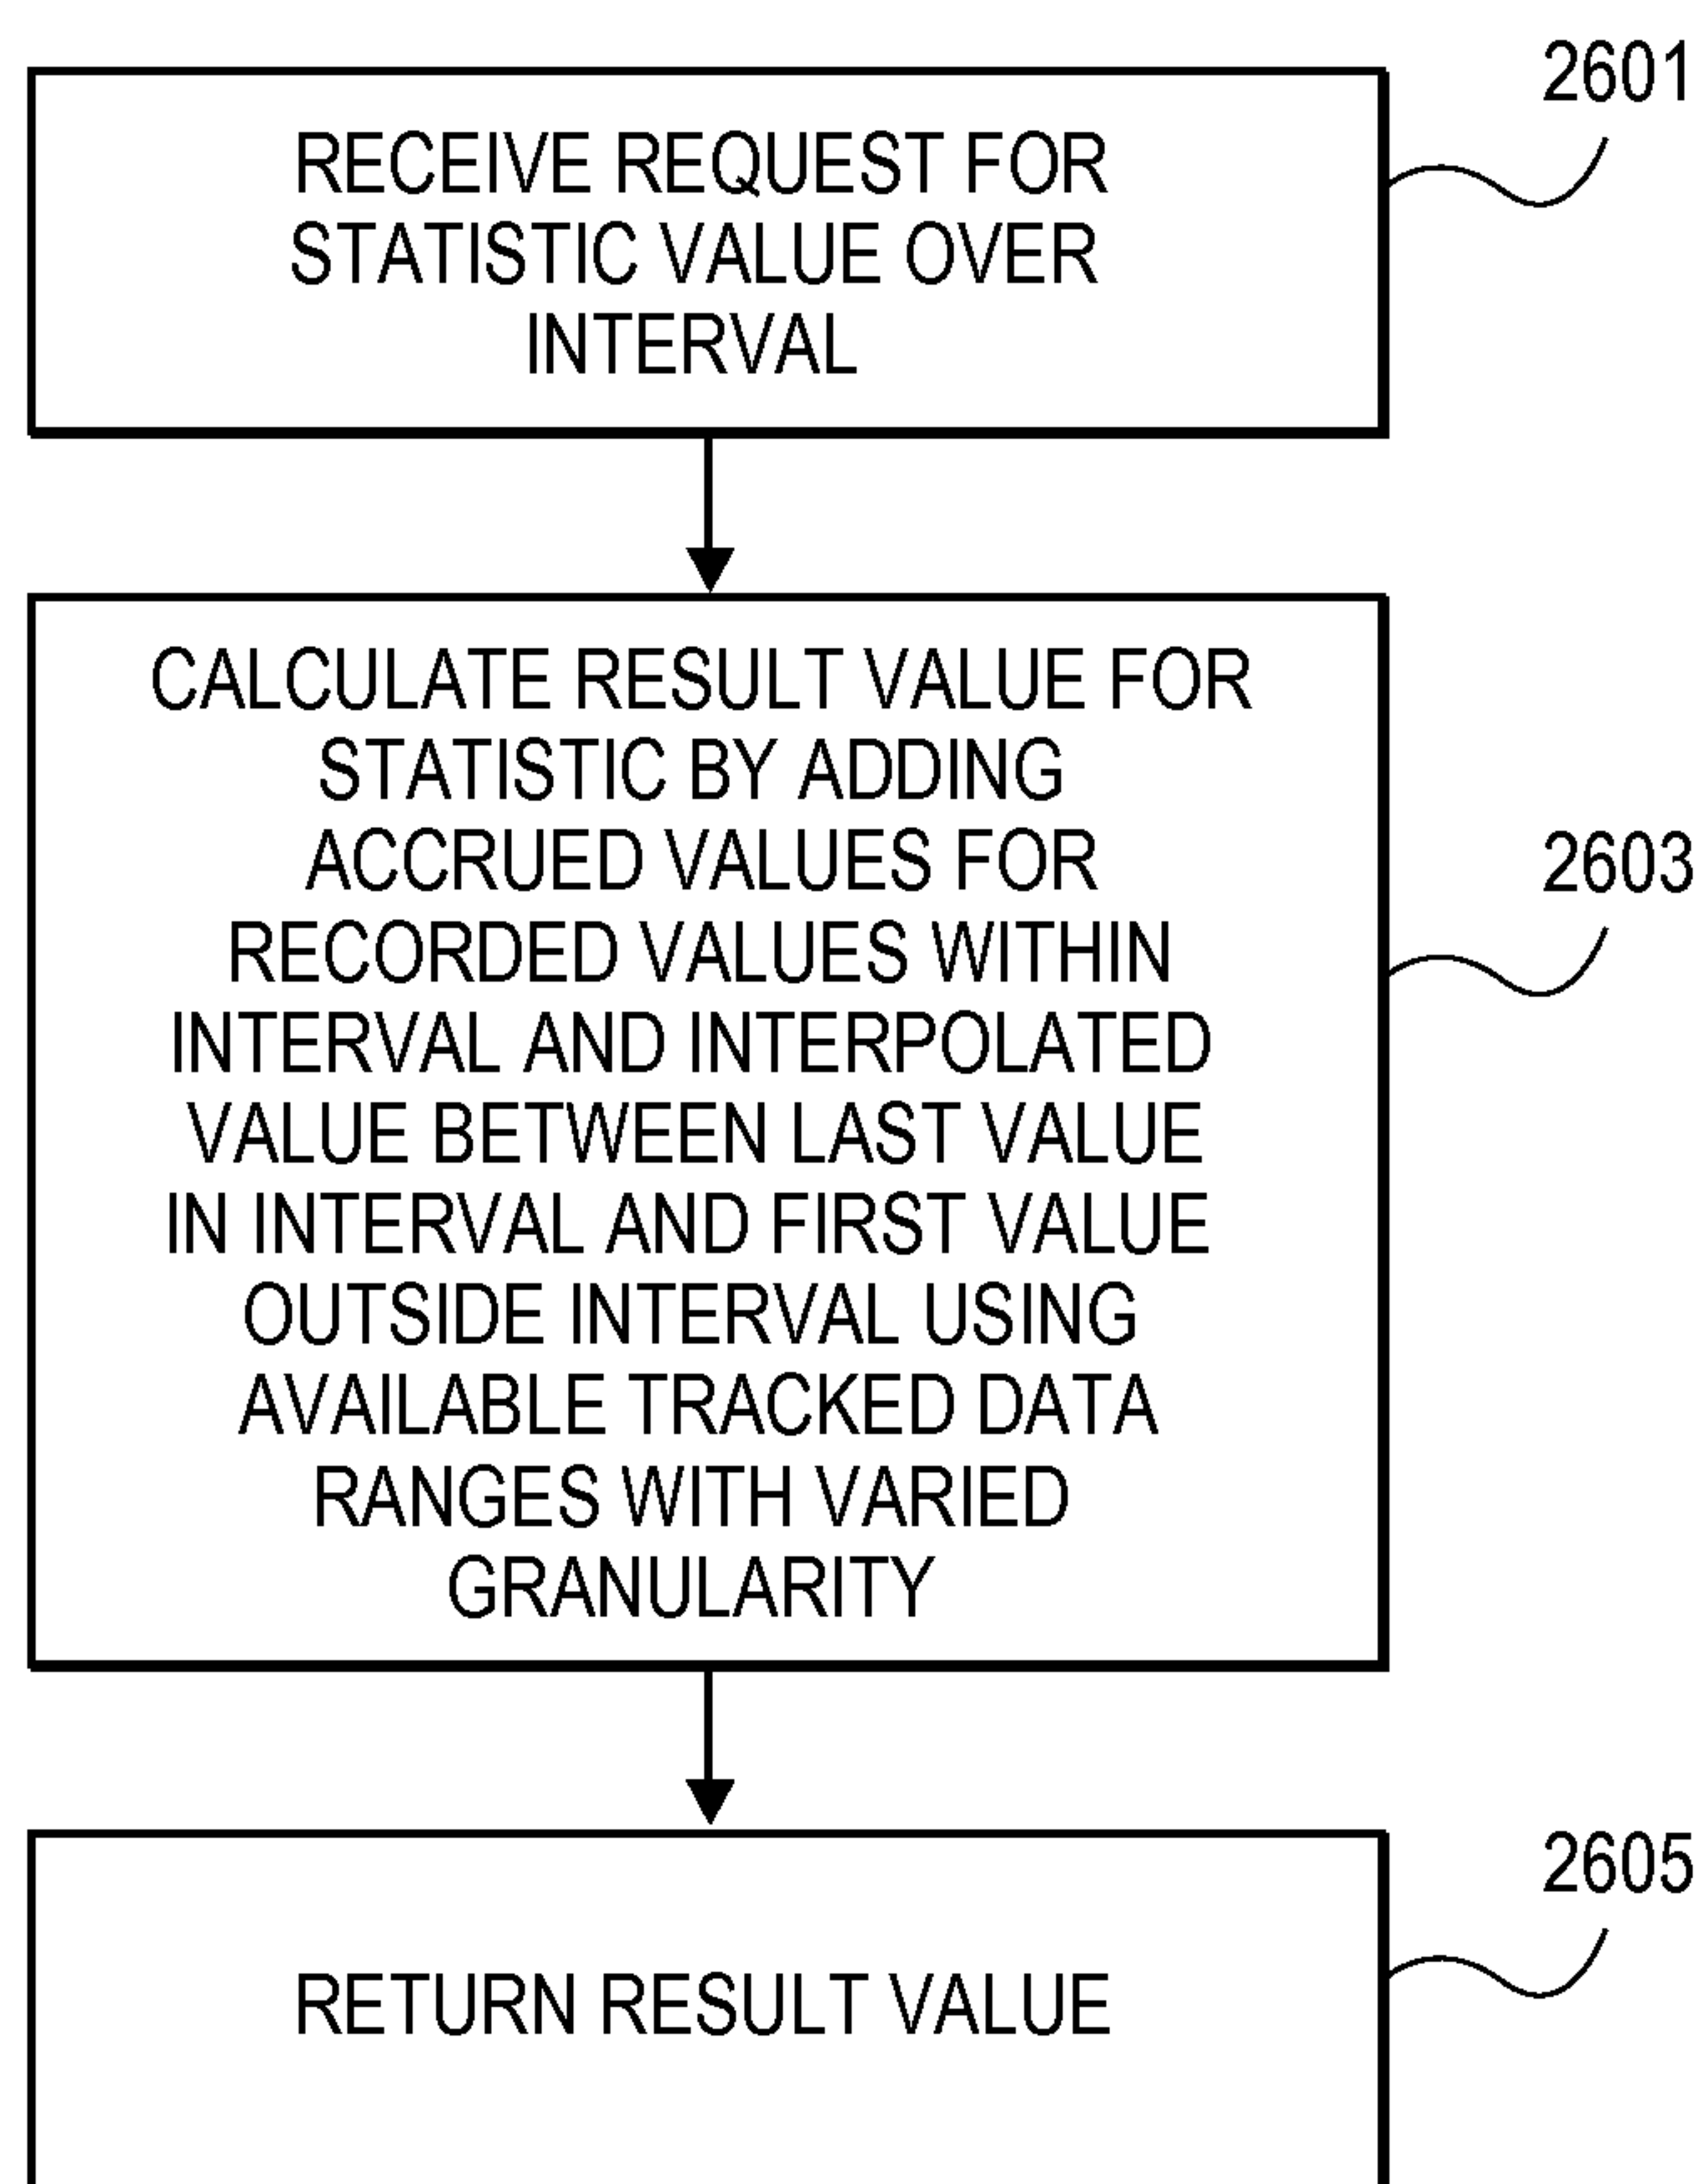 2601
RECEIVE REQUEST FOR
STATISTIC VALUE OVER
INTERVAL
CALCULATE RESULT VALUE FOR
STATISTIC BY ADDING
ACCRUED VALUES FOR
RECORDED VALUES WITHIN
INTERVAL AND INTERPOLATED
VALUE BETWEEN LAST VALUE
IN INTERVAL AND FIRST VALUE
OUTSIDE INTERVAL USING
AVAILABLE TRACKED DATA
RANGES WITH VARIED
GRANULARITY
2603
2605
RETURN RESULT VALUE